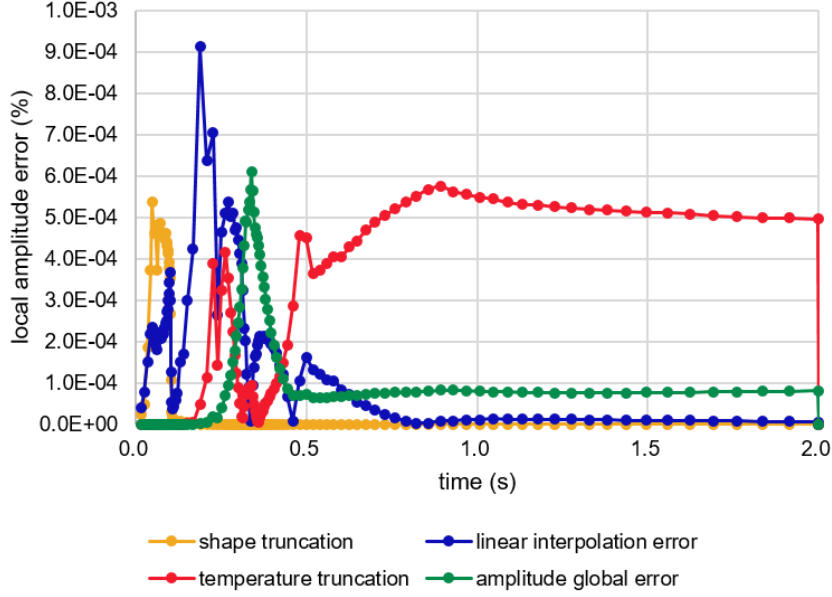 1.0E-03
9.0E-04
8.0E-04
7.0E-04
6.0E-04
5.0E-04
4.0E-04
3.0E-04
2.0E-04
1.0E-04
0.0E+00
local amplitude error (%)
0.0 0.5 1.0 1.5 2.0
time (s)
shape truncation linear interpolation error
temperature truncation amplitude global error